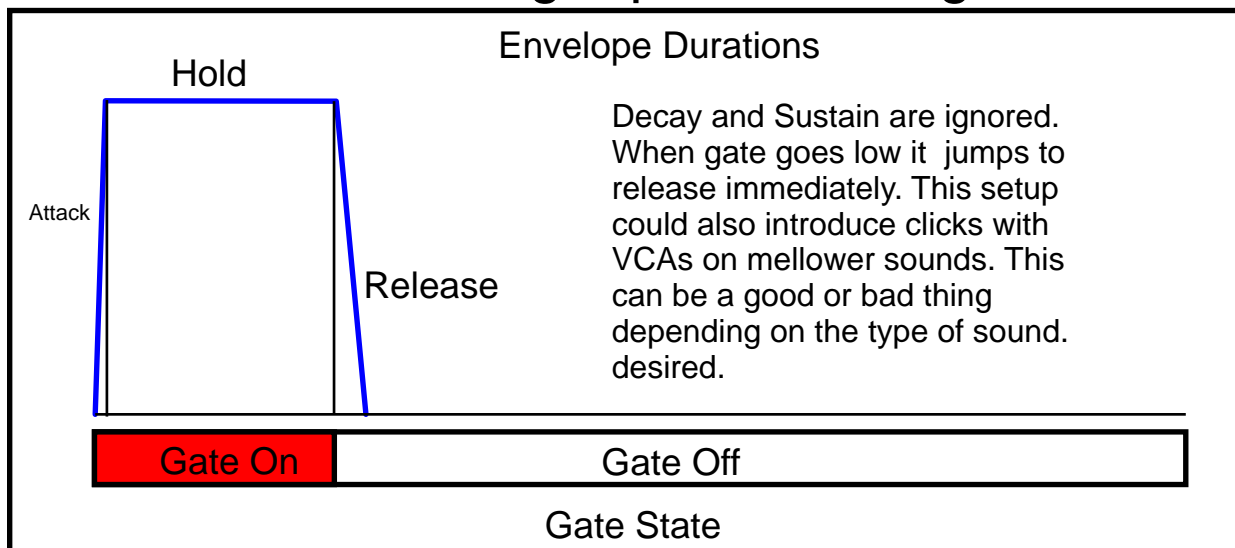 Envelope Durations
Hold
Decay and Sustain are ignored.
When gate goes low it  jumps to
release immediately. This setup
could also introduce clicks with
VCAs on mellower sounds. This
can be a good or bad thing
depending on the type of sound.
desired.
Attack
Release
Gate On
Gate Off
Gate State